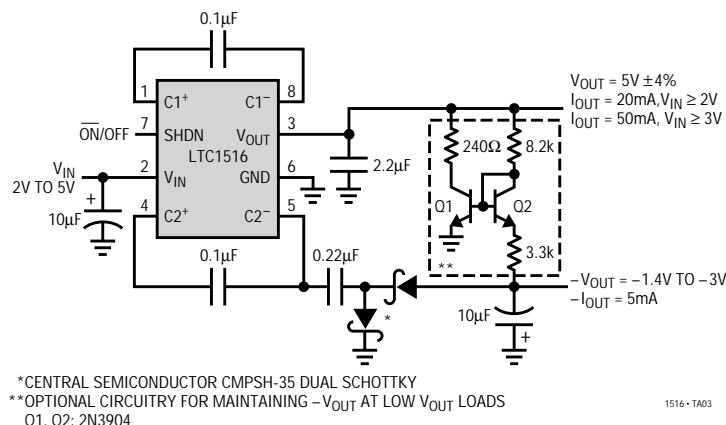 0.1µF
1
C1⁺
C1⁻
8
7
ON/OFF
SHDN
VOUT
3
LTC1516
VIN
2V TO 5V
2
VIN
GND
6
4
C2⁺
C2⁻
5
+
10µF
2.2µF
0.1µF
0.22µF
*
240Ω
8.2k
Q1
Q2
3.3k
**
VOUT = 5V ±4%
IOUT = 20mA,VIN ≥ 2V
IOUT = 50mA, VIN ≥ 3V
–VOUT = –1.4V TO –3V
–IOUT = 5mA
10µF
+
*CENTRAL SEMICONDUCTOR CMPSH-35 DUAL SCHOTTKY
**OPTIONAL CIRCUITRY FOR MAINTAINING –VOUT AT LOW VOUT LOADS
Q1, Q2: 2N3904
1516 • TA03